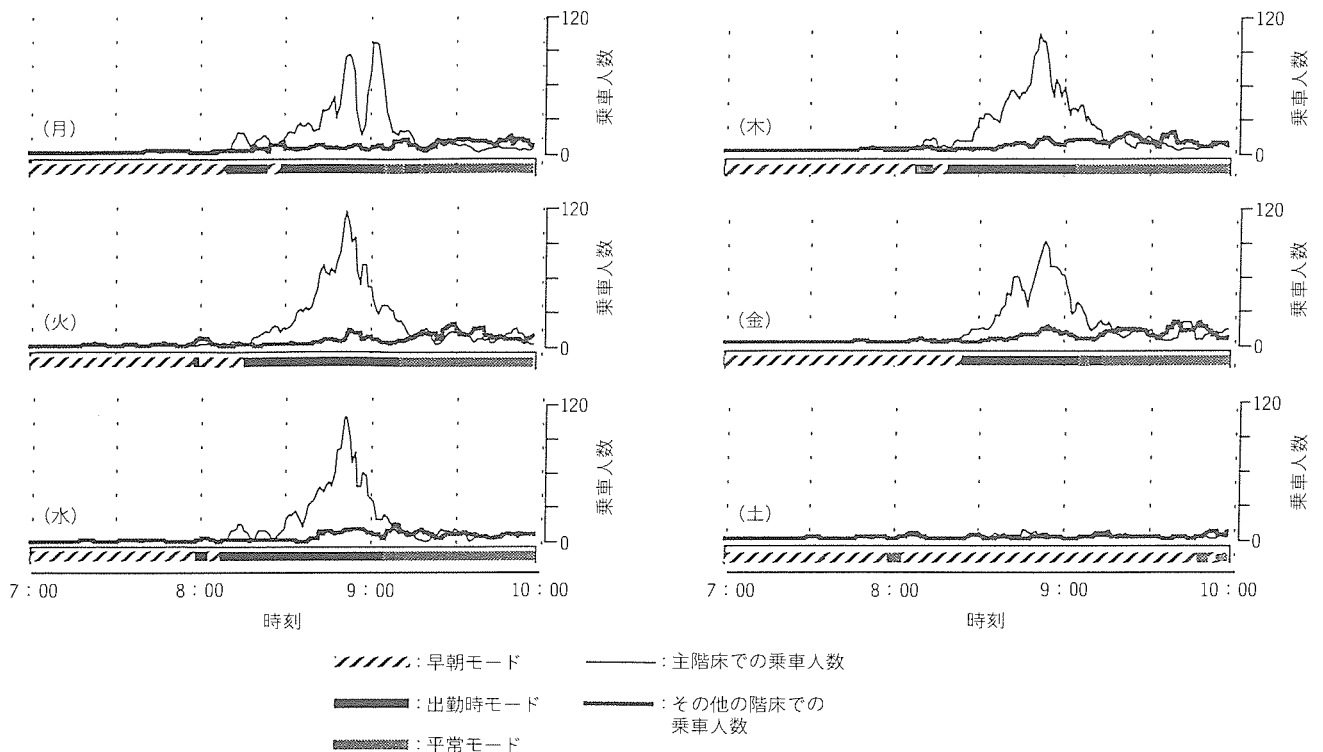 120
乗車人数
0
(月)
120
乗車人数
0
(火)
120
乗車人数
0
(水)
7：00
8：00
9：00
10：00
時刻
120
乗車人数
0
(木)
120
乗車人数
0
(金)
120
乗車人数
0
(土)
7：00
8：00
9：00
10：00
時刻
：早朝モード
：主階床での乗車人数
：出勤時モード
：その他の階床での
乗車人数
：平常モード